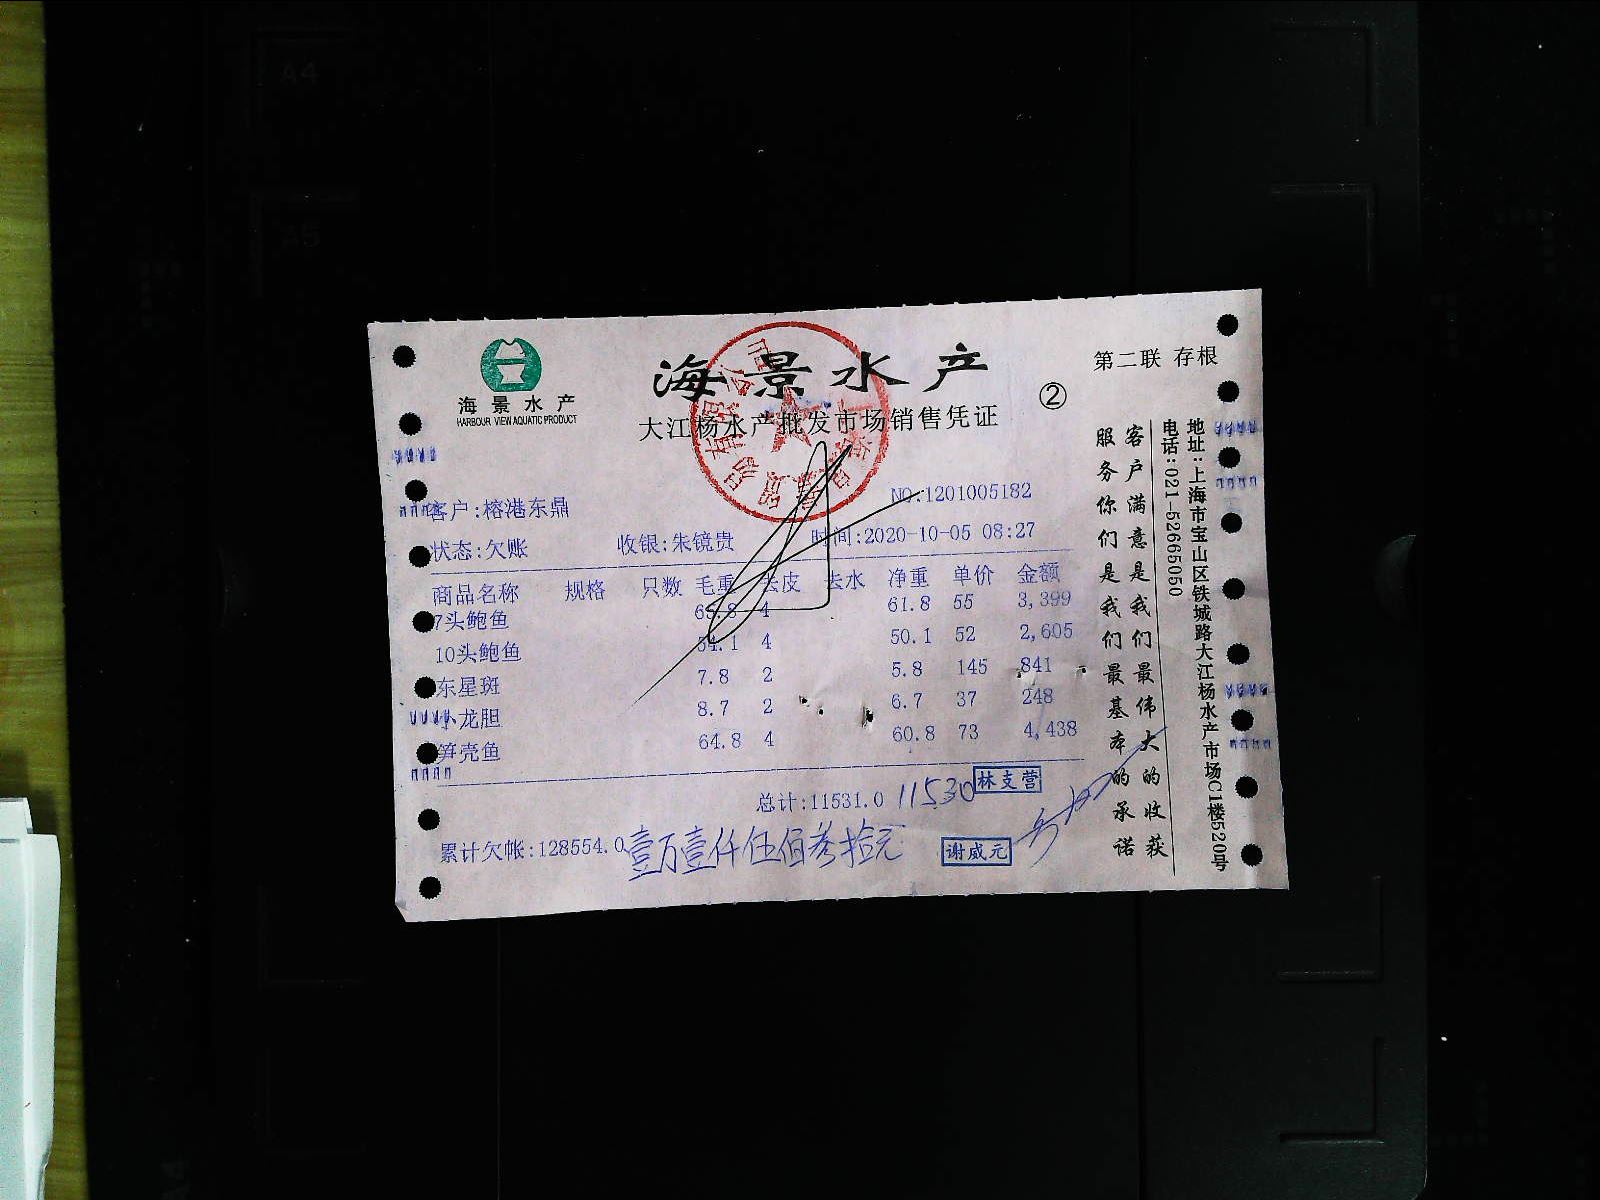 A4
A5
海景水产
HARBOUR VIEW AQUATIC PRODUCT
海景水产
大江杨水产批发市场销售凭证
②
第二联 存根
客户:榕港东鼎
NO:1201005182
状态:欠账 收银:朱镜贵 时间:2020-10-05 08:27
商品名称 规格 只数 毛重 去皮 去水 净重 单价 金额
7头鲍鱼 65.8 4 61.8 55 3,399
10头鲍鱼 54.1 4 50.1 52 2,605
东星斑 7.8 2 5.8 145 841
小龙胆 8.7 2 6.7 37 248
笋壳鱼 64.8 4 60.8 73 4,438
总计:11531.0 11530 林支营
累计欠帐:128554.0 壹万壹仟伍佰叁拾元 谢威元
客户满意是我们最伟大的收获
服务你们是我们最基本的承诺
地址:上海市宝山区铁城路大江杨水产市场C1楼520号
电话:021-52665050